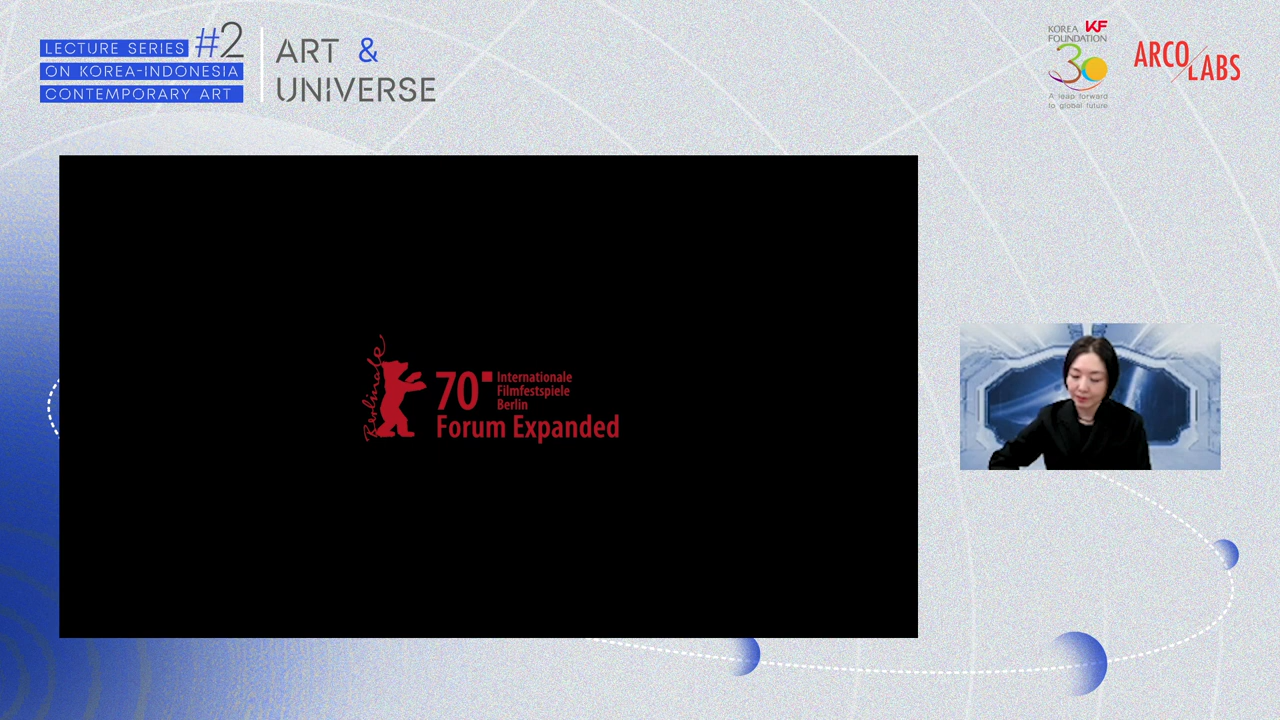 LECTURE SERIES #2
ON KOREA-INDONESIA
CONTEMPORARY ART
ART &
UNIVERSE
KOREA KF
FOUNDATION
30
A leap forward
to global future
ARCO
LABS
Berlinale
70
Internationale
Filmfestspiele
Berlin
Forum Expanded